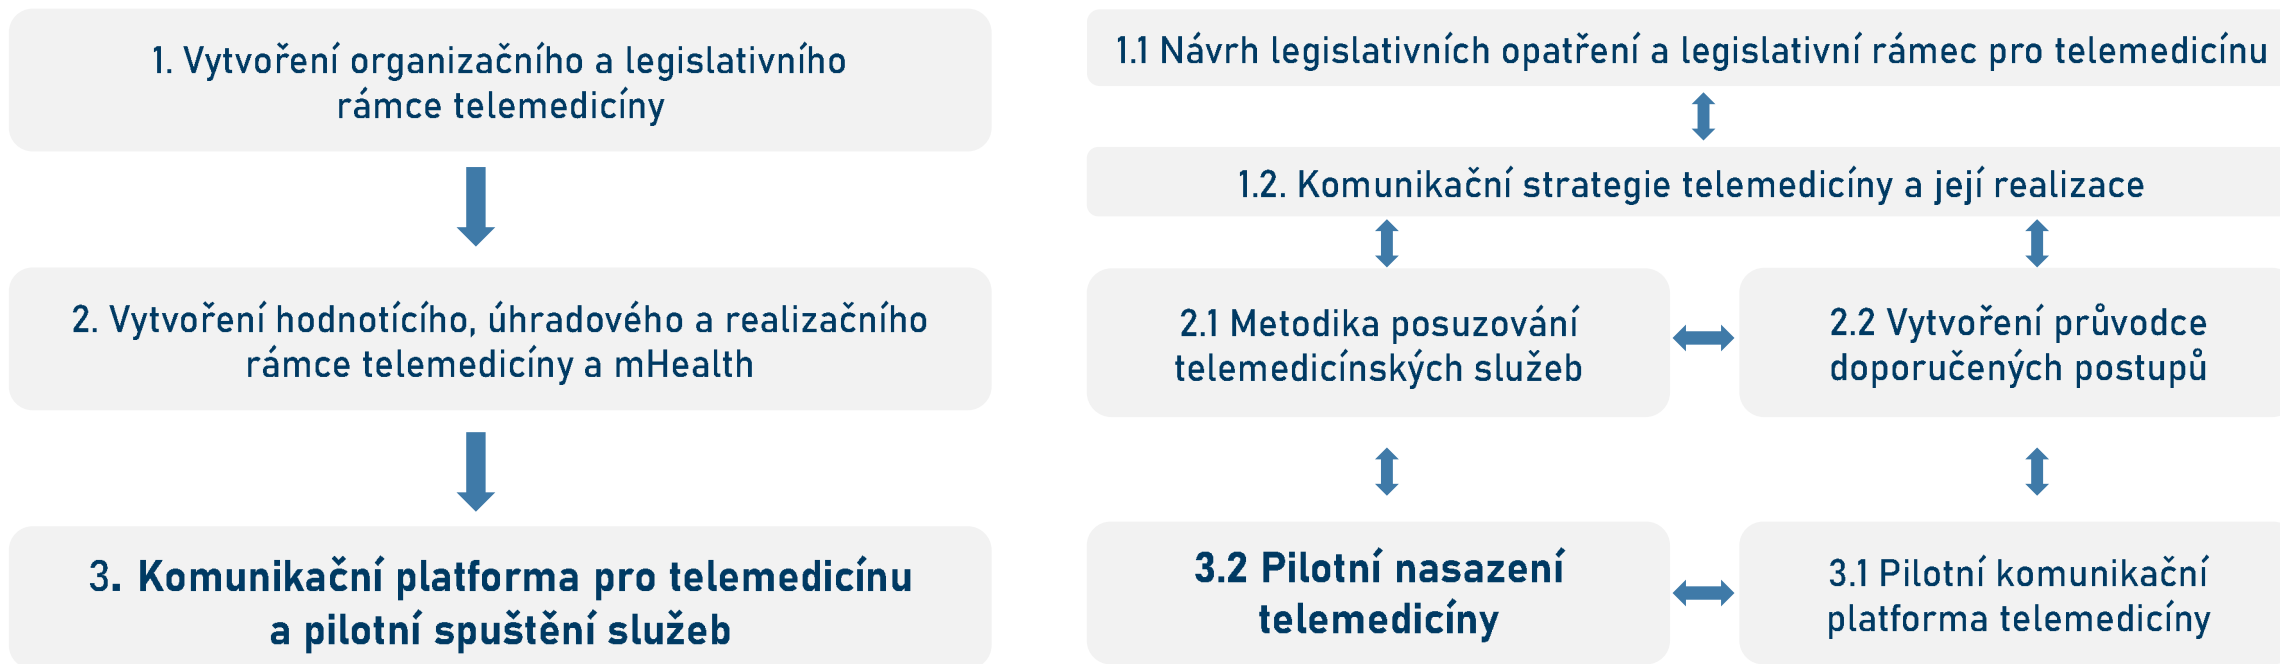 1. Vytvoření organizačního a legislativního
rámce telemedicíny
2. Vytvoření hodnotícího, úhradového a realizačního
rámce telemedicíny a mHealth
3. Komunikační platforma pro telemedicínu
a pilotní spuštění služeb
1.1 Návrh legislativních opatření a legislativní rámec pro telemedicínu
1.2. Komunikační strategie telemedicíny a její realizace
2.1 Metodika posuzování
telemedicínských služeb
2.2 Vytvoření průvodce
doporučených postupů
3.2 Pilotní nasazení
telemedicíny
3.1 Pilotní komunikační
platforma telemedicíny